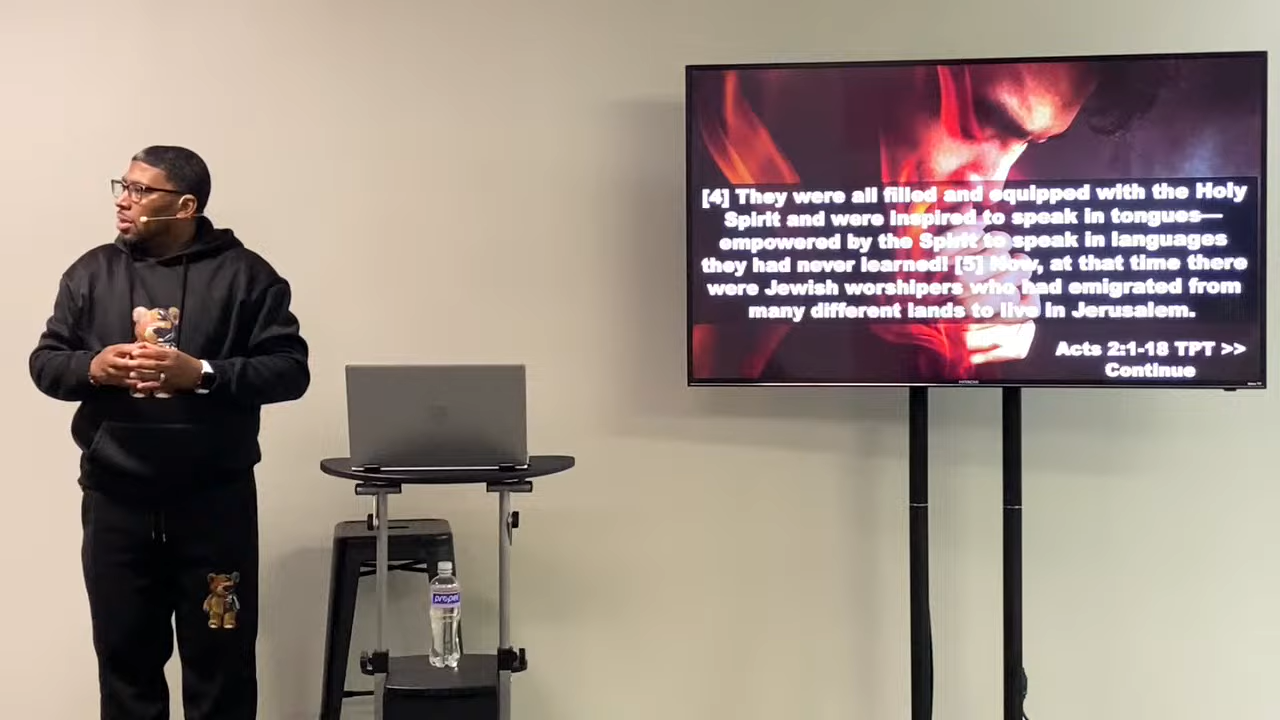 [4] They were all filled and equipped with the Holy
Spirit and were inspired to speak in tongues—
empowered by the Spirit to speak in languages
they had never learned! [5] Now, at that time there
were Jewish worshipers who had emigrated from
many different lands to live in Jerusalem.
Acts 2:1-18 TPT >>
Continue
HITACHI
propel